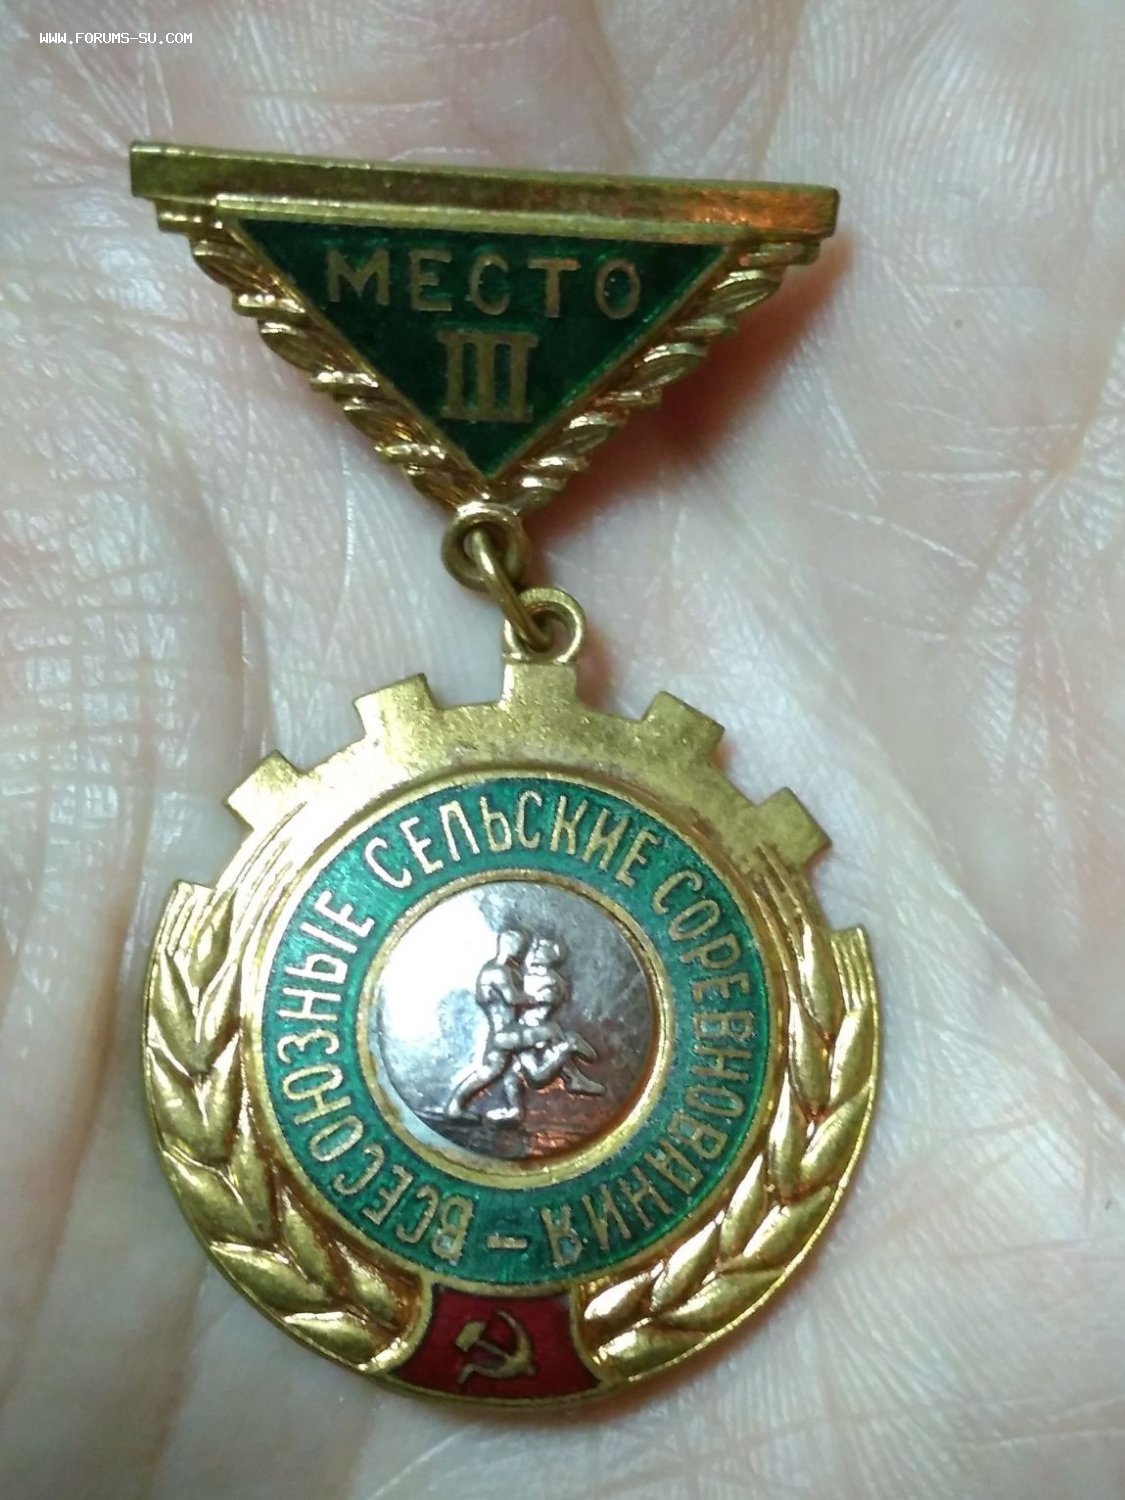 WWW.FORUMS-SU.COM
МЕСТО
III
ВСЕСОЮЗНЫЕ СЕЛЬСКИЕ СОРЕВНОВАНИЯ -